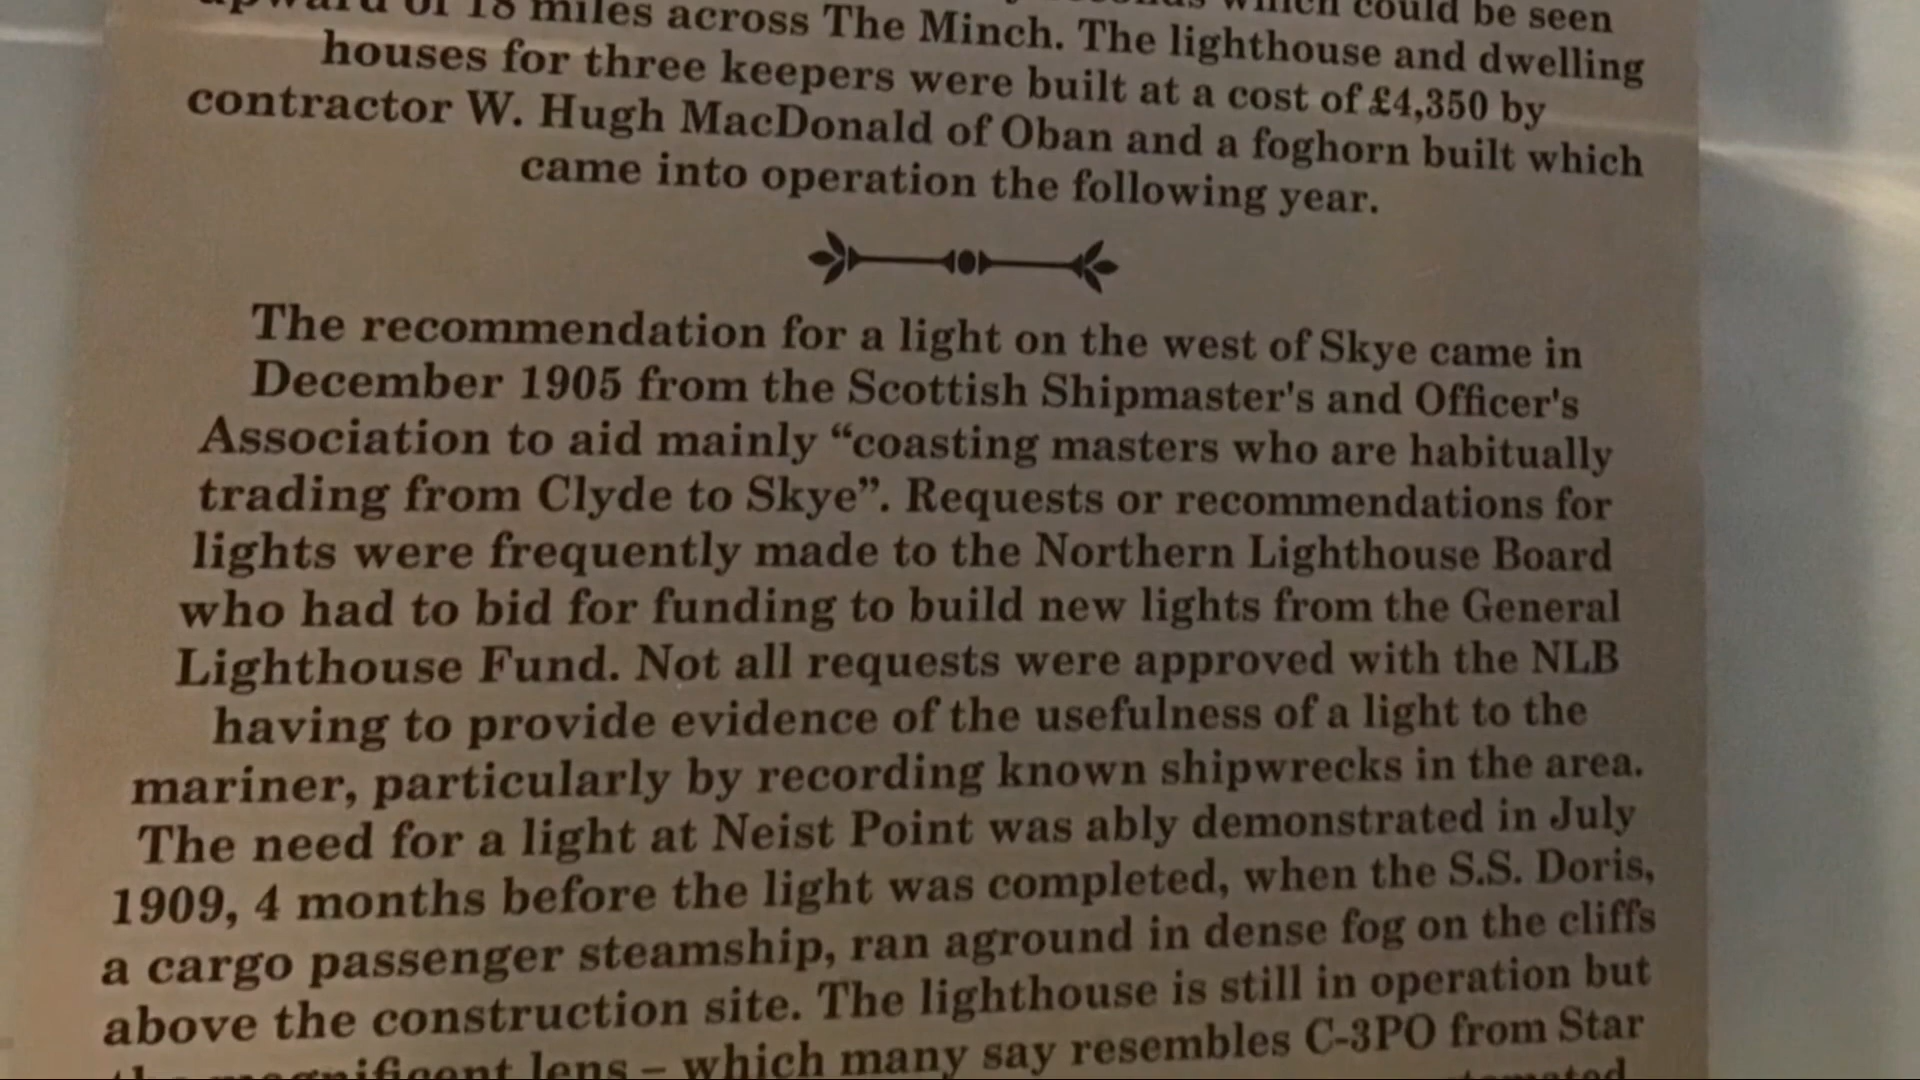 upward of 18 miles across The Minch. The lighthouse and dwelling
which could be seen
houses for three keepers were built at a cost of £4,350 by
contractor W. Hugh MacDonald of Oban and a foghorn built which
came into operation the following year.
The recommendation for a light on the west of Skye came in
December 1905 from the Scottish Shipmaster's and Officer's
Association to aid mainly “coasting masters who are habitually
trading from Clyde to Skye”. Requests or recommendations for
lights were frequently made to the Northern Lighthouse Board
who had to bid for funding to build new lights from the General
Lighthouse Fund. Not all requests were approved with the NLB
having to provide evidence of the usefulness of a light to the
mariner, particularly by recording known shipwrecks in the area.
The need for a light at Neist Point was ably demonstrated in July
1909, 4 months before the light was completed, when the S.S. Doris,
a cargo passenger steamship, ran aground in dense fog on the cliffs
above the construction site. The lighthouse is still in operation but
the magnificent lens – which many say resembles C-3PO from Star